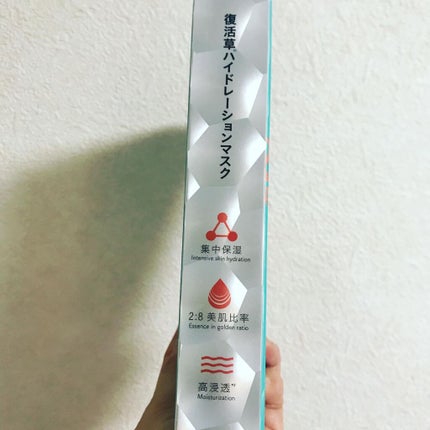 復活草ハイドレーションマスク
集中保湿
Intensive skin hydration
2:8 美肌比率
Essence in golden ratio
高浸透*²
Moisturization